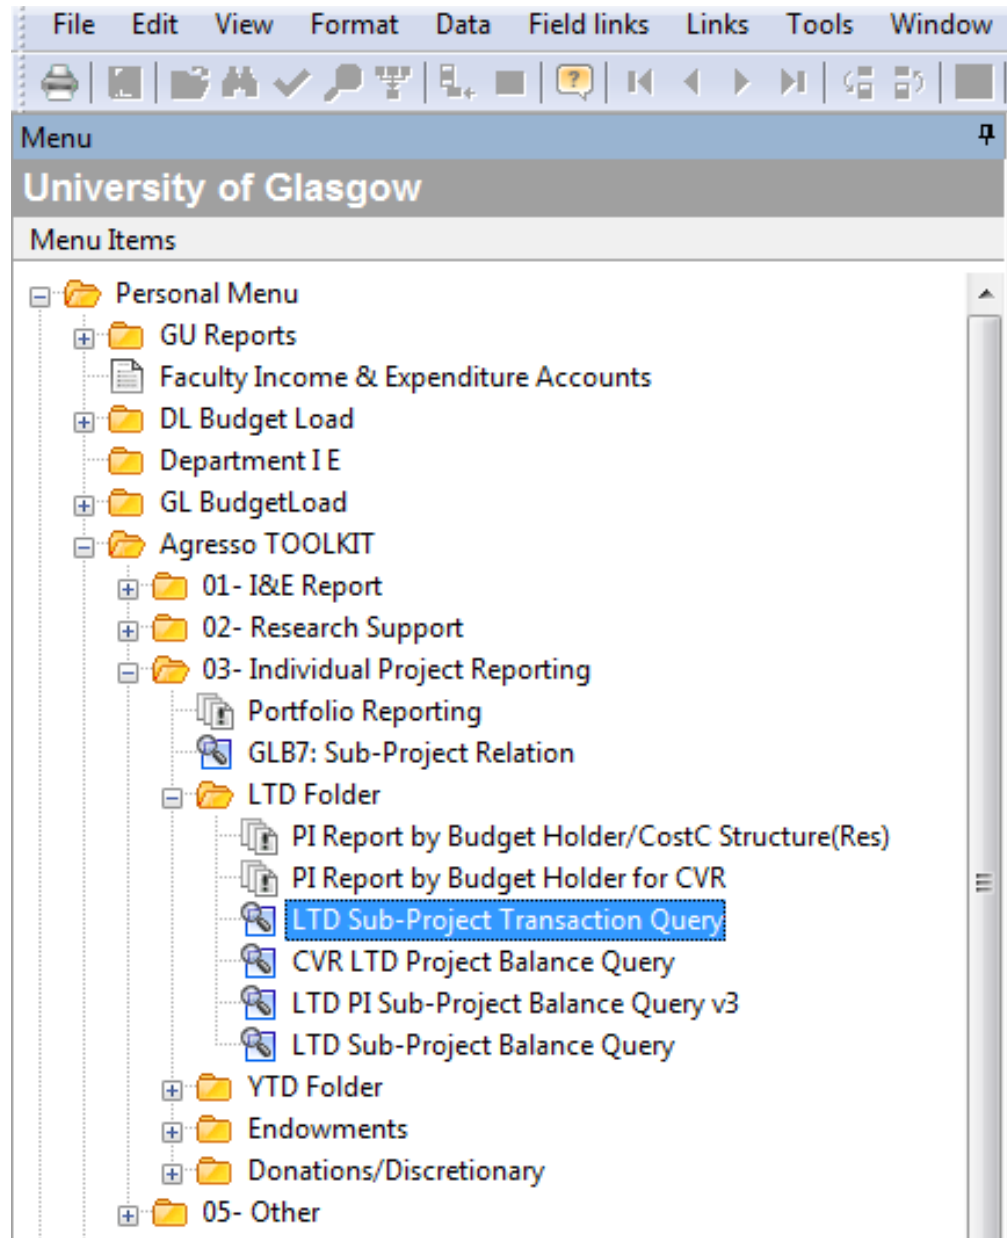 File Edit View Format Data Field links Links Tools Window
Menu
University of Glasgow
Menu Items
Personal Menu
GU Reports
Faculty Income & Expenditure Accounts
DL Budget Load
Department I E
GL BudgetLoad
Agresso TOOLKIT
01- I&E Report
02- Research Support
03- Individual Project Reporting
Portfolio Reporting
GLB7: Sub-Project Relation
LTD Folder
PI Report by Budget Holder/CostC Structure(Res)
PI Report by Budget Holder for CVR
LTD Sub-Project Transaction Query
CVR LTD Project Balance Query
LTD PI Sub-Project Balance Query v3
LTD Sub-Project Balance Query
YTD Folder
Endowments
Donations/Discretionary
05- Other